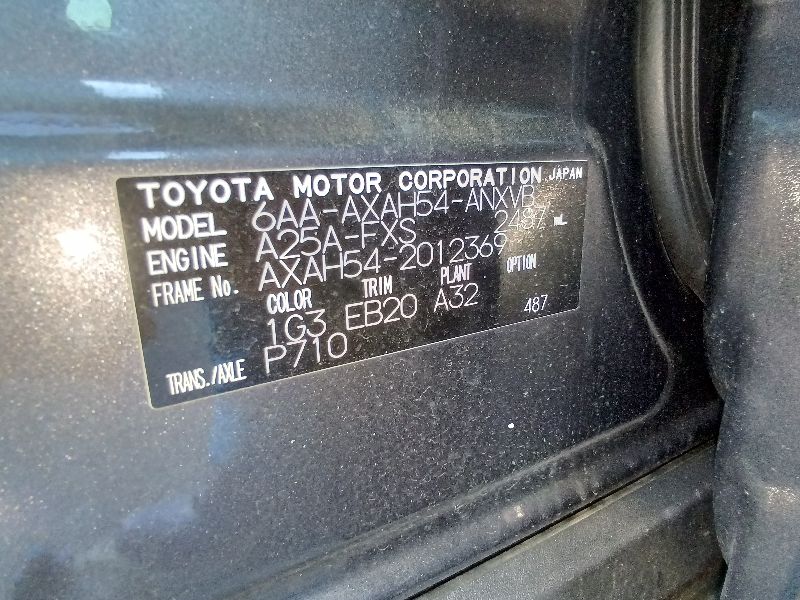 TOYOTA MOTOR CORPORATION JAPAN
MODEL 6AA-AXAH54-ANXVB
ENGINE A25A-FXS 2487 mL
FRAME No. AXAH54-2012369
COLOR TRIM PLANT OPTION
1G3 EB20 A32 487
TRANS./AXLE P710